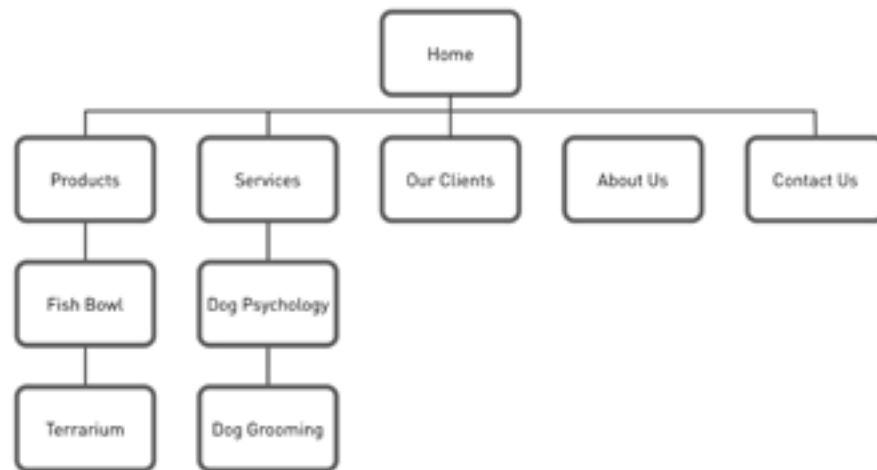 Home
Products
Services
Our Clients
About Us
Contact Us
Fish Bowl
Dog Psychology
Terrarium
Dog Grooming